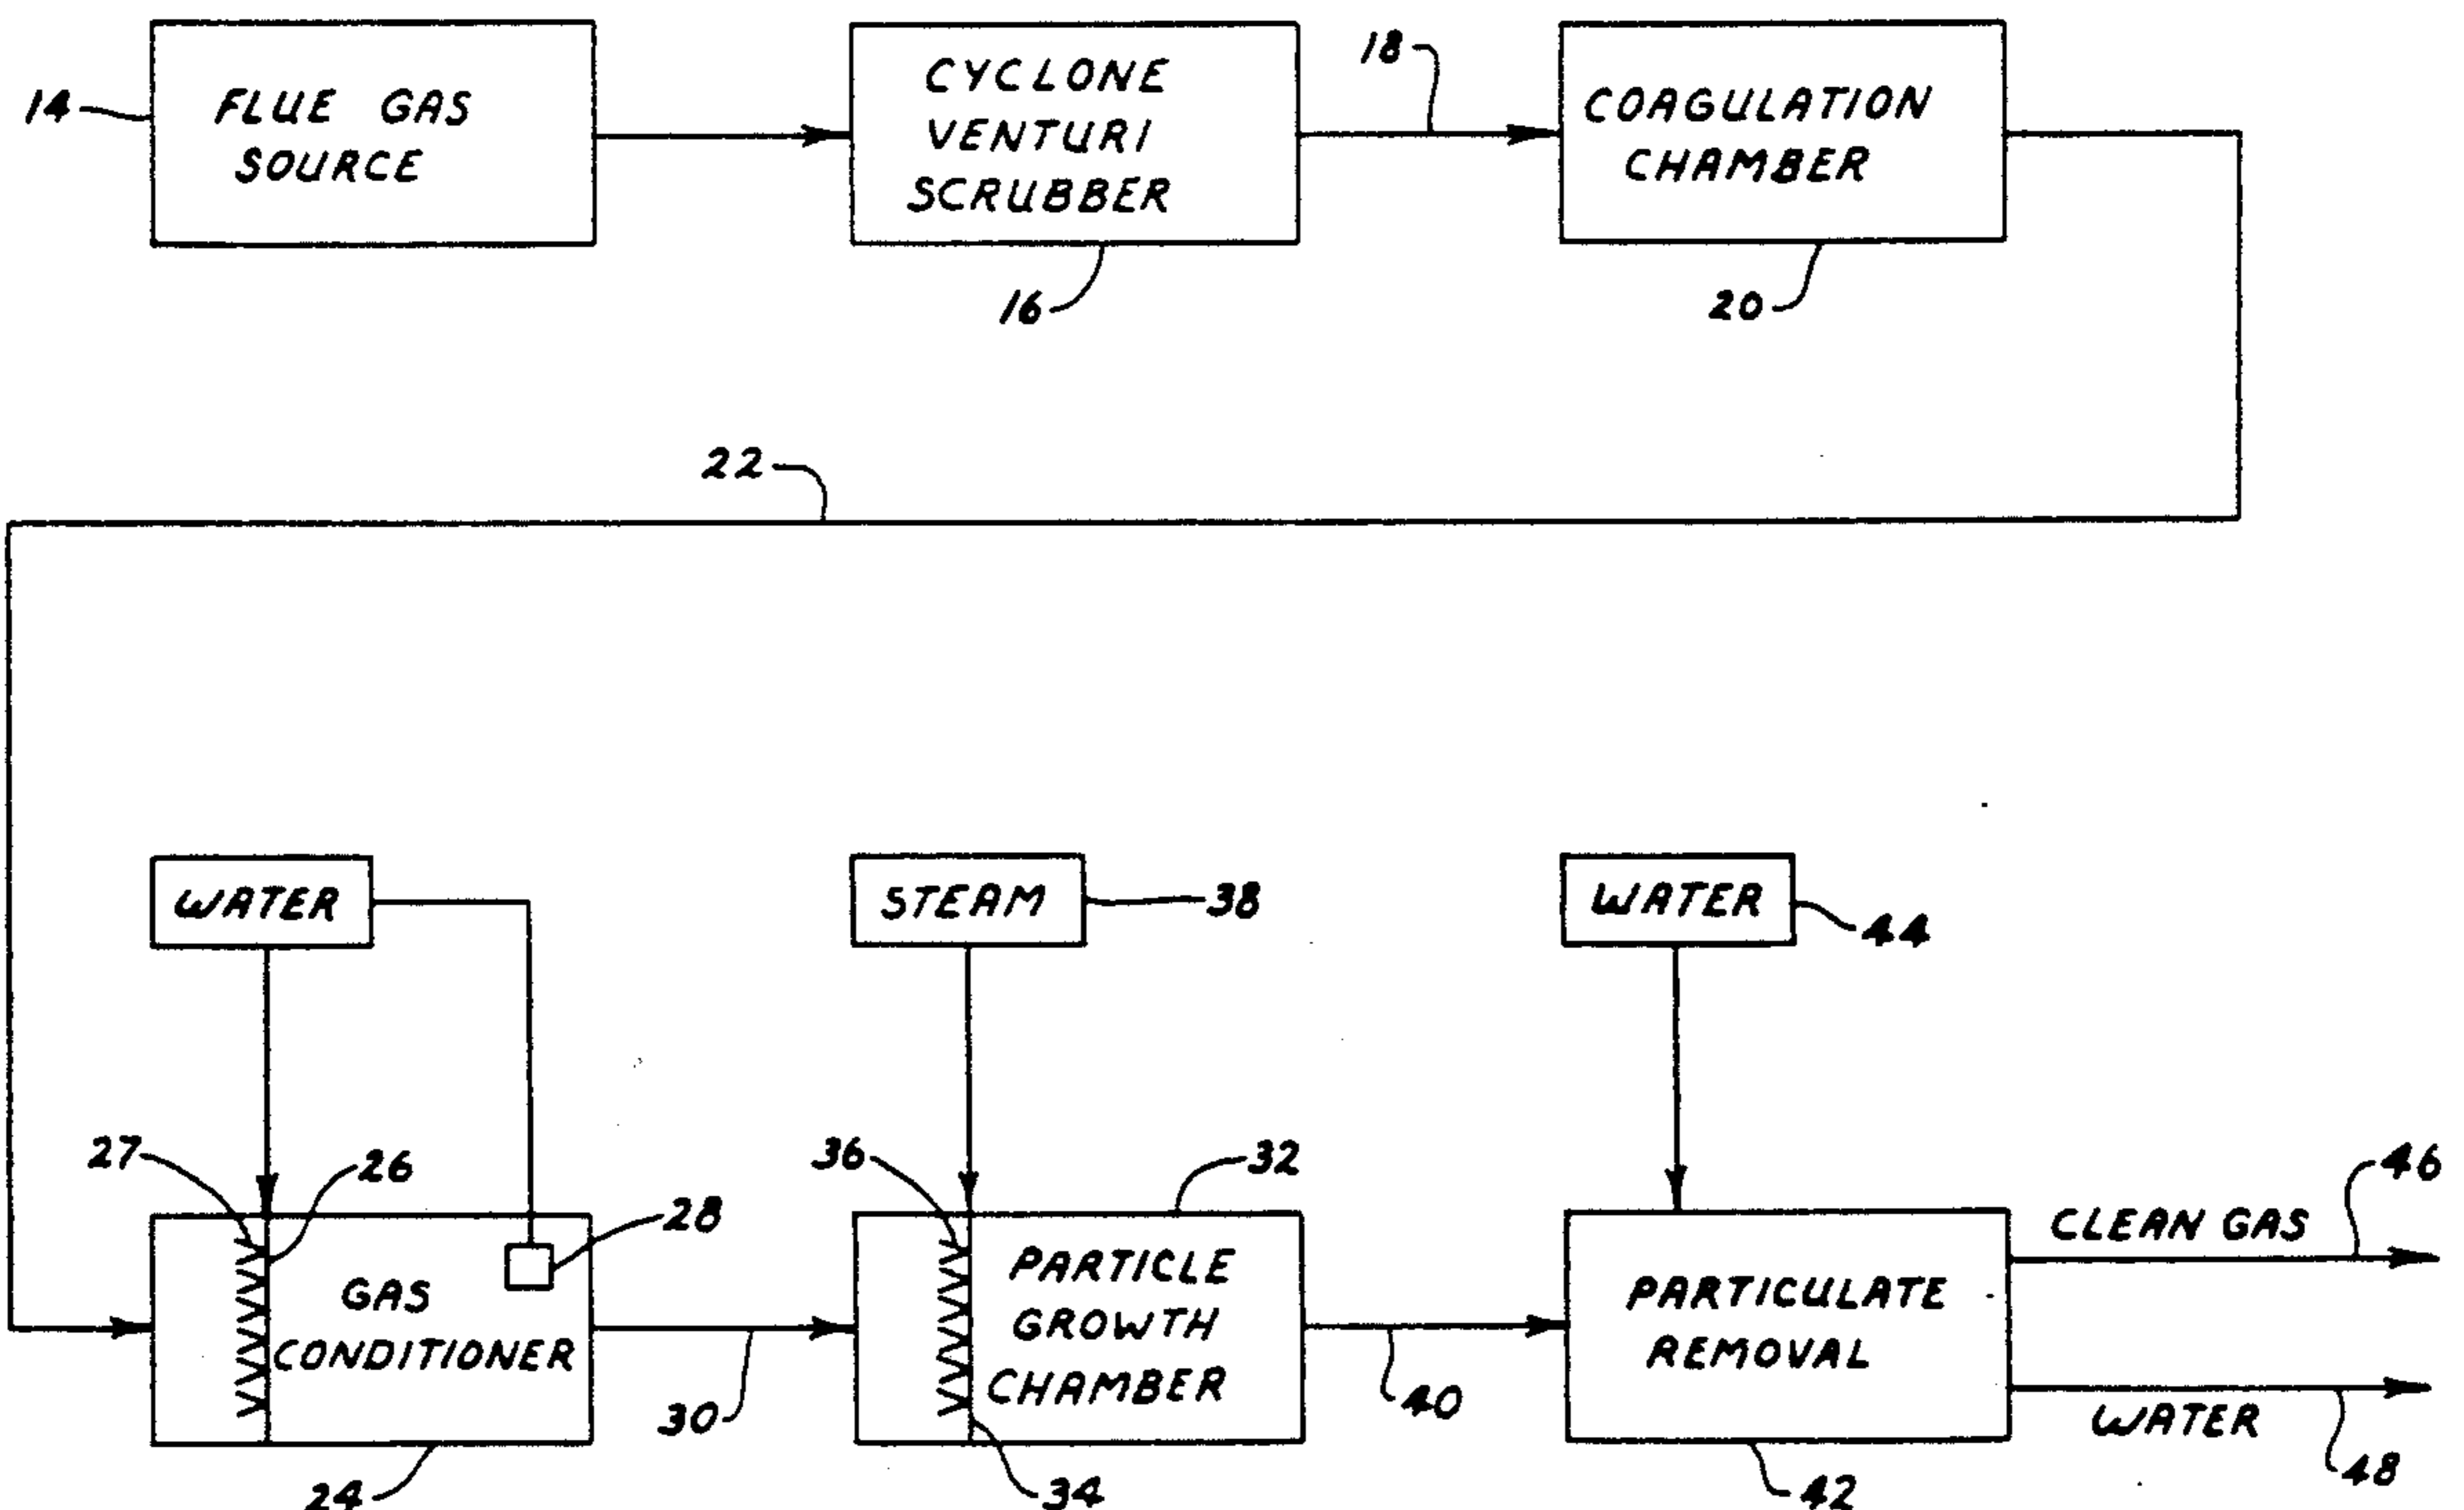 14
FLUE GAS
SOURCE
CYCLONE
VENTURI
SCRUBBER
16
18
COAGULATION
CHAMBER
20
22
WATER
STEAM
38
WATER
44
27
26
28
GAS
CONDITIONER
24
30
36
32
PARTICLE
GROWTH
CHAMBER
34
40
PARTICULATE
REMOVAL
42
CLEAN GAS
46
WATER
48